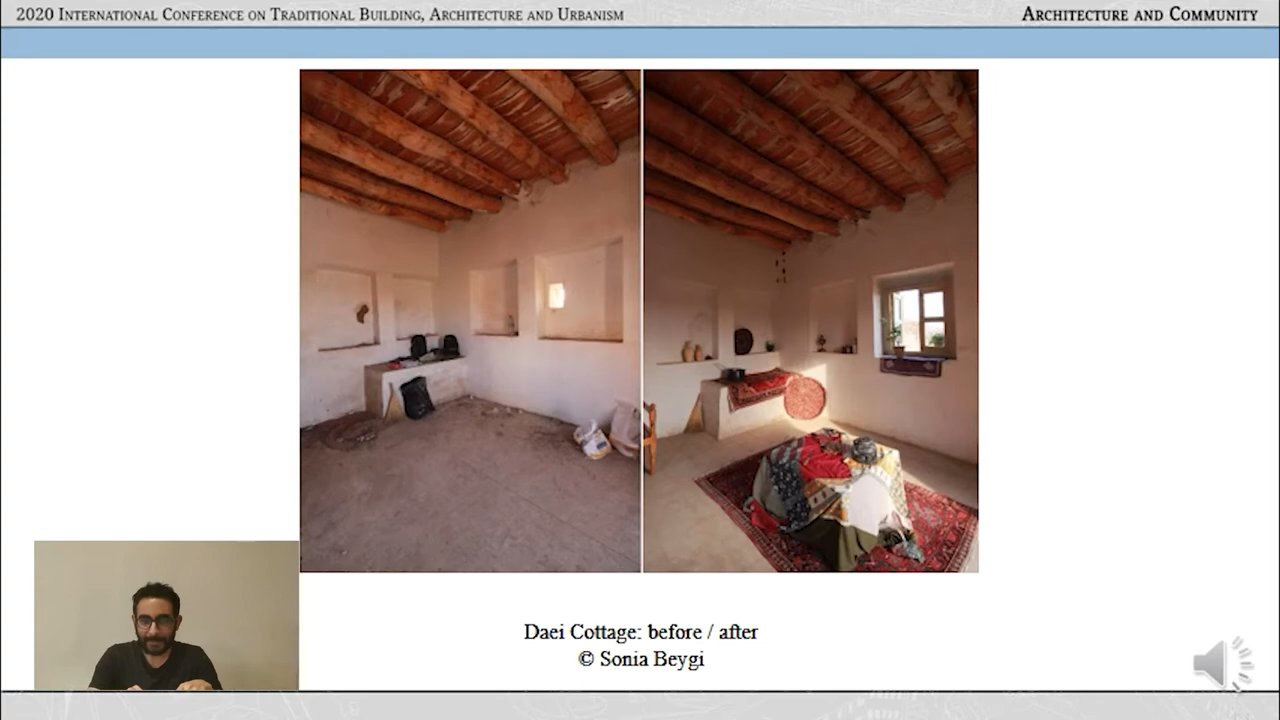 2020 International Conference on Traditional Building, Architecture and Urbanism
Architecture and Community
Daei Cottage: before / after
© Sonia Beygi